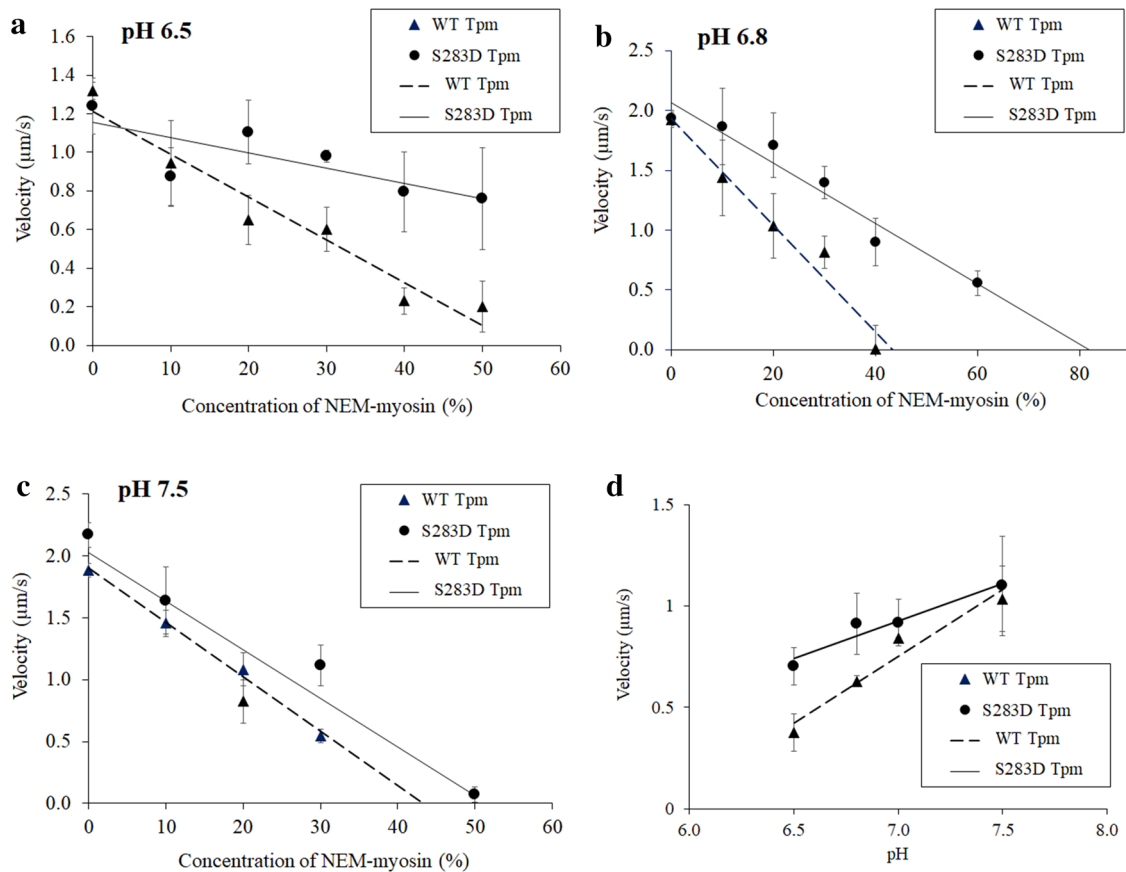 a
pH 6.5
WT Tpm
S283D Tpm
WT Tpm
S283D Tpm
1.6
1.4
1.2
1.0
0.8
0.6
0.4
0.2
0.0
0 10 20 30 40 50 60
Velocity (µm/s)
Concentration of NEM-myosin (%)
b
pH 6.8
WT Tpm
S283D Tpm
WT Tpm
S283D Tpm
2.5
2.0
1.5
1.0
0.5
0.0
0 20 40 60 80
Velocity (µm/s)
Concentration of NEM-myosin (%)
c
pH 7.5
WT Tpm
S283D Tpm
WT Tpm
S283D Tpm
2.5
2.0
1.5
1.0
0.5
0.0
0 10 20 30 40 50 60
Velocity (µm/s)
Concentration of NEM-myosin (%)
d
1.5
1
0.5
0
6.0 6.5 7.0 7.5 8.0
Velocity (µm/s)
pH
WT Tpm
S283D Tpm
WT Tpm
S283D Tpm